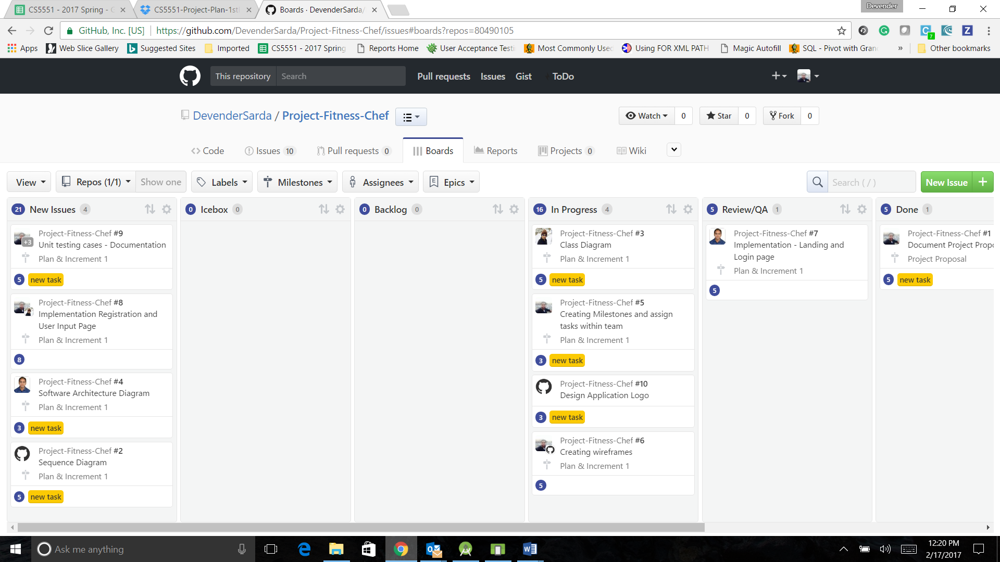 CS5551 - 2017 Spring - G
CS5551-Project-Plan-1st
Boards · DevenderSarda/
Devender
GitHub, Inc. [US]
https://github.com/DevenderSarda/Project-Fitness-Chef/issues#boards?repos=80490105
7
Apps
Web Slice Gallery
Suggested Sites
Imported
CS5551 - 2017 Spring
Reports Home
User Acceptance Testi
Most Commonly Used
Using FOR XML PATH
Magic Autofill
SQL - Pivot with Gran
»
Other bookmarks
This repository
Search
Pull requests
Issues
Gist
ToDo
DevenderSarda / Project-Fitness-Chef
Watch
0
Star
0
Fork
0
Code
Issues 10
Pull requests 0
Boards
Reports
Projects 0
Wiki
View
Repos (1/1)
Show one
Labels
Milestones
Assignees
Epics
Search ( / )
New Issue
21 New Issues 4
Project-Fitness-Chef #9
+3
Unit testing cases - Documentation
Plan & Increment 1
5 new task
Project-Fitness-Chef #8
Implementation Registration and
User Input Page
Plan & Increment 1
8
Project-Fitness-Chef #4
Software Architecture Diagram
Plan & Increment 1
3 new task
Project-Fitness-Chef #2
Sequence Diagram
Plan & Increment 1
5 new task
0 Icebox 0
0 Backlog 0
16 In Progress 4
Project-Fitness-Chef #3
Class Diagram
Plan & Increment 1
5 new task
Project-Fitness-Chef #5
Creating Milestones and assign
tasks within team
Plan & Increment 1
3 new task
Project-Fitness-Chef #10
Design Application Logo
3 new task
Project-Fitness-Chef #6
Creating wireframes
Plan & Increment 1
5
5 Review/QA 1
Project-Fitness-Chef #7
Implementation - Landing and
Login page
Plan & Increment 1
5
5 Done 1
Project-Fitness-Chef #1
Document Project Propo
Project Proposal
5 new task
Ask me anything
12:20 PM
2/17/2017